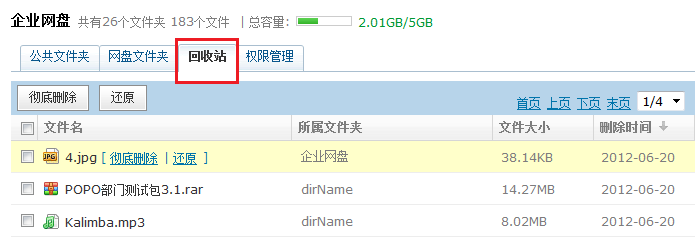 企业网盘 共有26个文件夹 183个文件 | 总容量: 2.01GB/5GB
公共文件夹 网盘文件夹 回收站 权限管理
彻底删除 还原 首页 上页 下页 末页 1/4
文件名 所属文件夹 文件大小 删除时间
4.jpg [ 彻底删除 | 还原 ] 企业网盘 38.14KB 2012-06-20
POPO部门测试包3.1.rar dirName 14.27MB 2012-06-20
Kalimba.mp3 dirName 8.02MB 2012-06-20